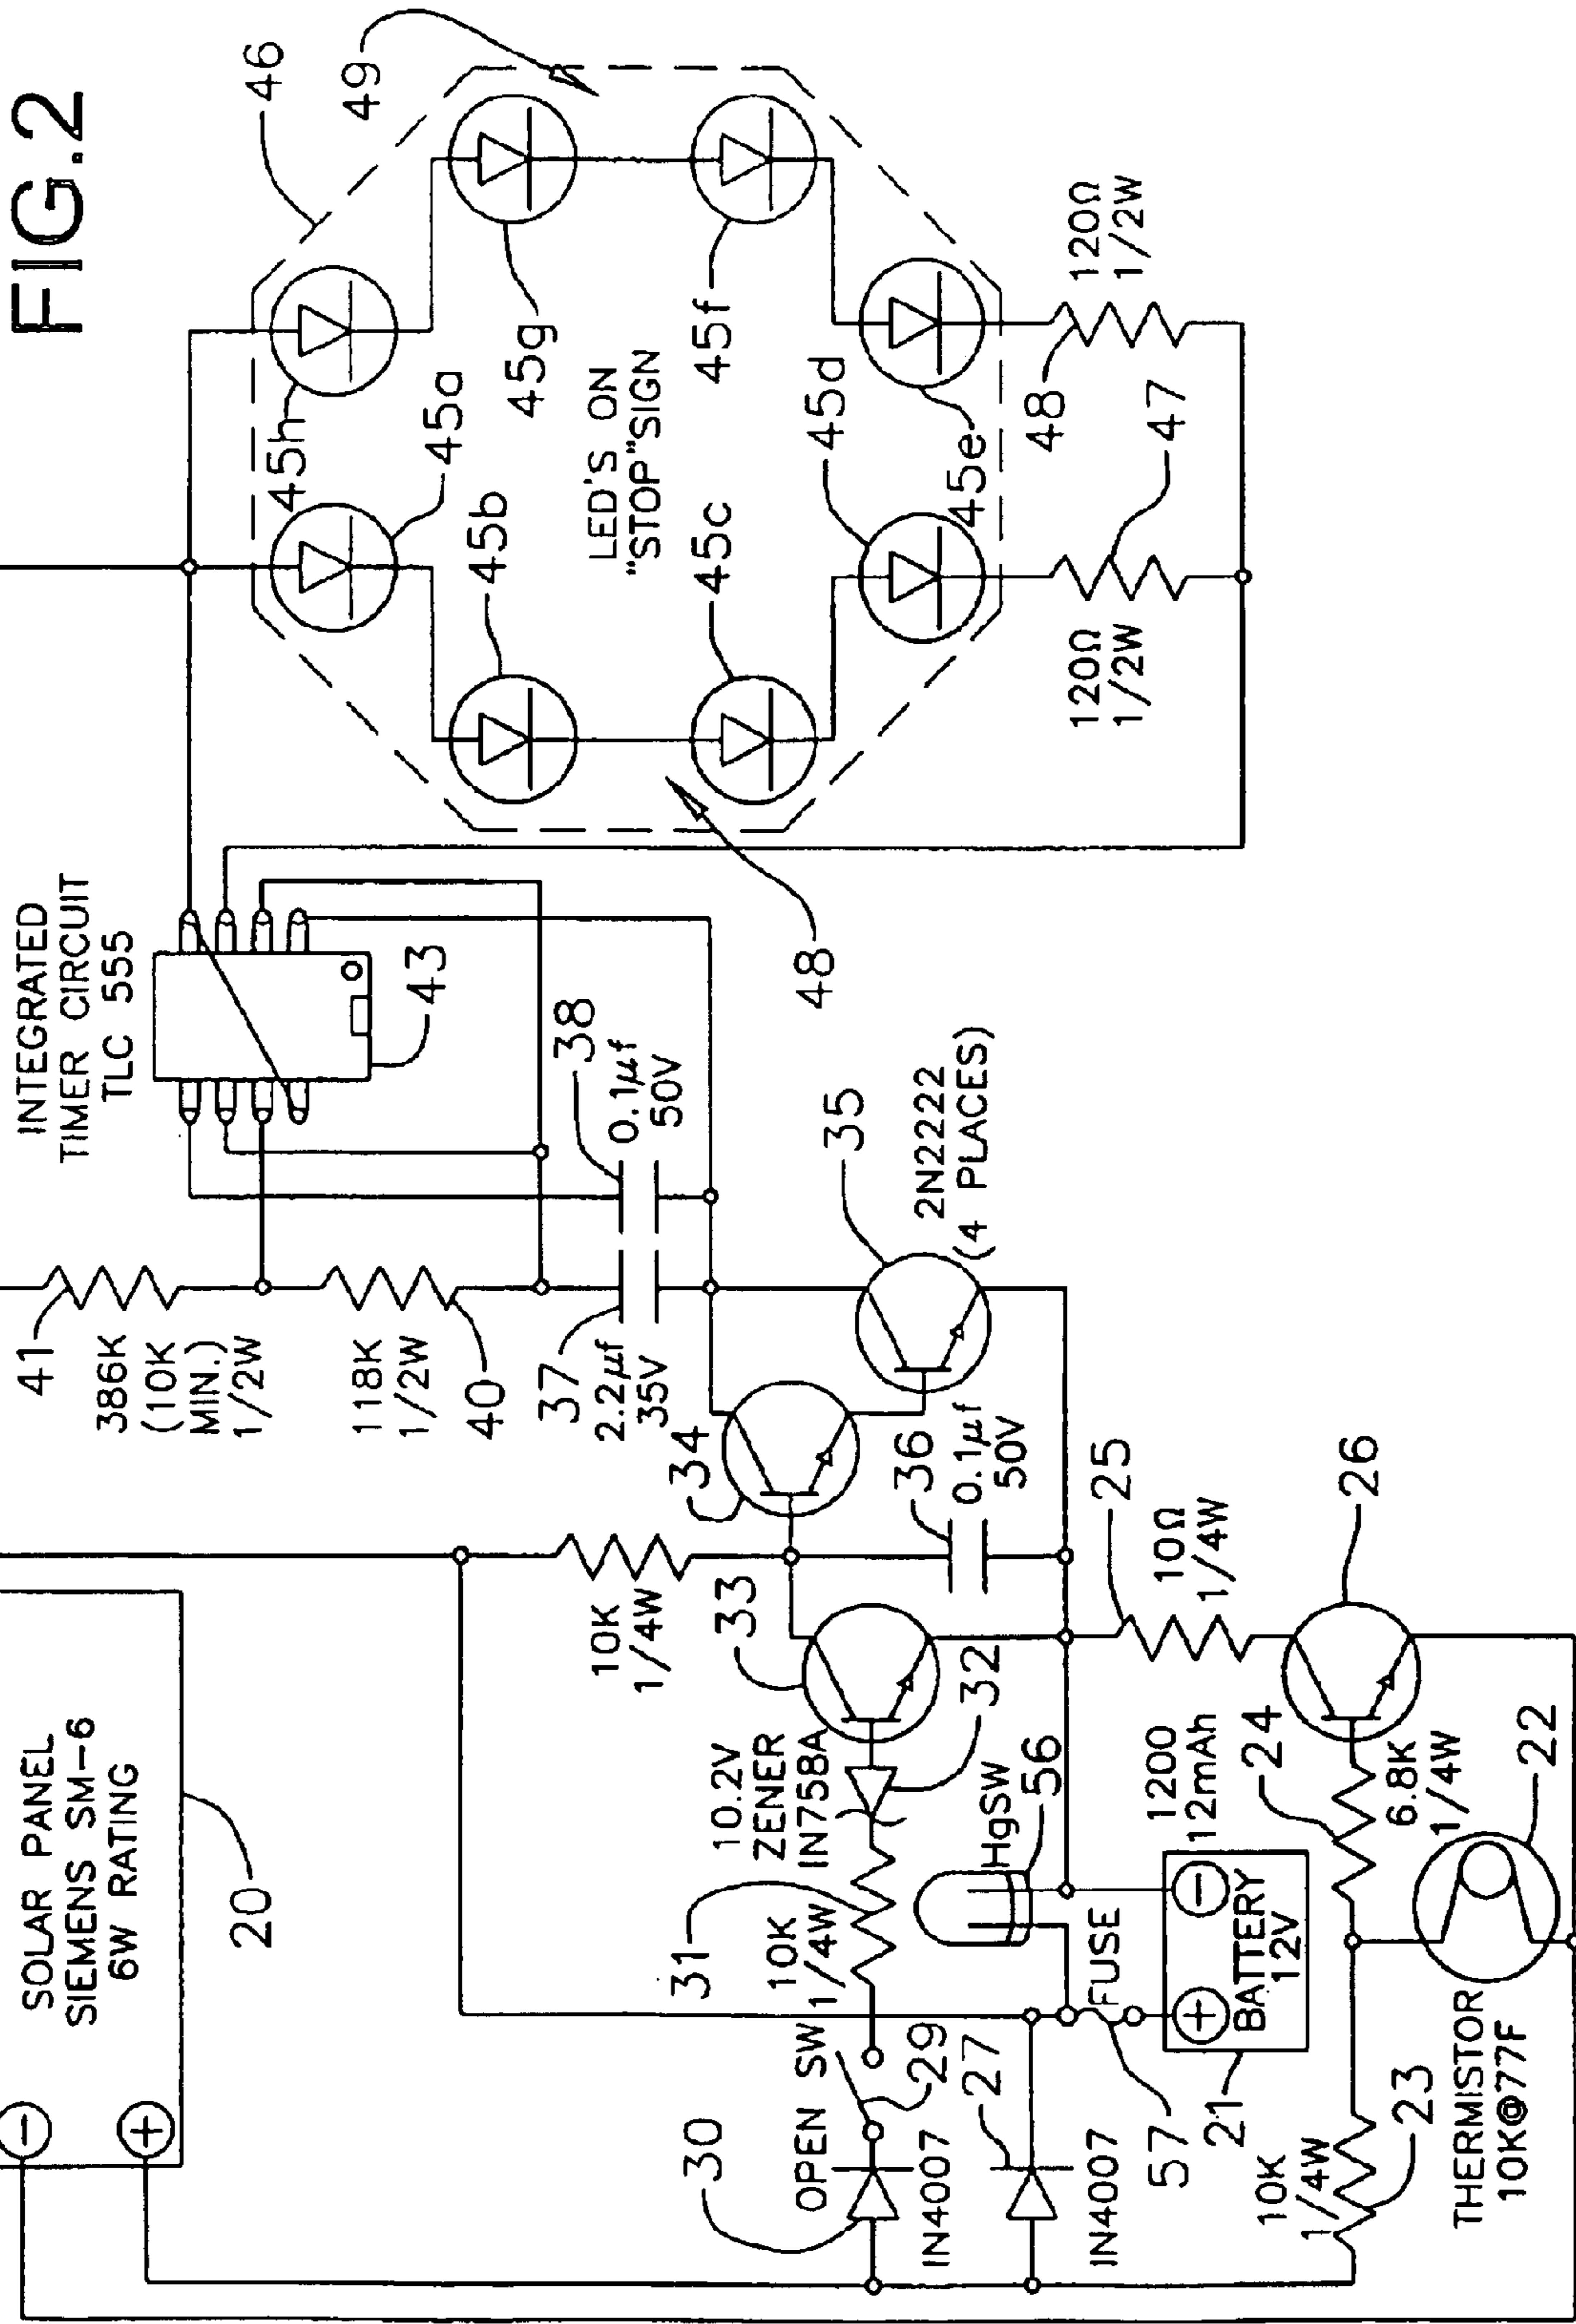 FIG.2
SOLAR PANEL
SIEMENS SM-6
6W RATING
20
41
386K
(10K
MIN.)
1/2W
118K
1/2W
40
INTEGRATED
TIMER CIRCUIT
TLC 555
43
46
49
45h
45a
45g
45b
LED'S ON
"STOP"SIGN
45f
45c
45d
45e
48
120Ω
1/2W
48
47
120Ω
1/2W
37
2.2µf
35V
38
0.1µf
50V
10K
1/4W
34
35
2N2222
(4 PLACES)
33
36
0.1µf
50V
10.2V
ZENER
IN758A
32
31
10K
1/4W
30
OPEN SW
29
IN4007
27
IN4007
HgSW
56
FUSE
57
25
10Ω
1/4W
26
1200
12mAh
BATTERY
12V
21
24
6.8K
1/4W
10K
1/4W
23
22
THERMISTOR
10K@77F